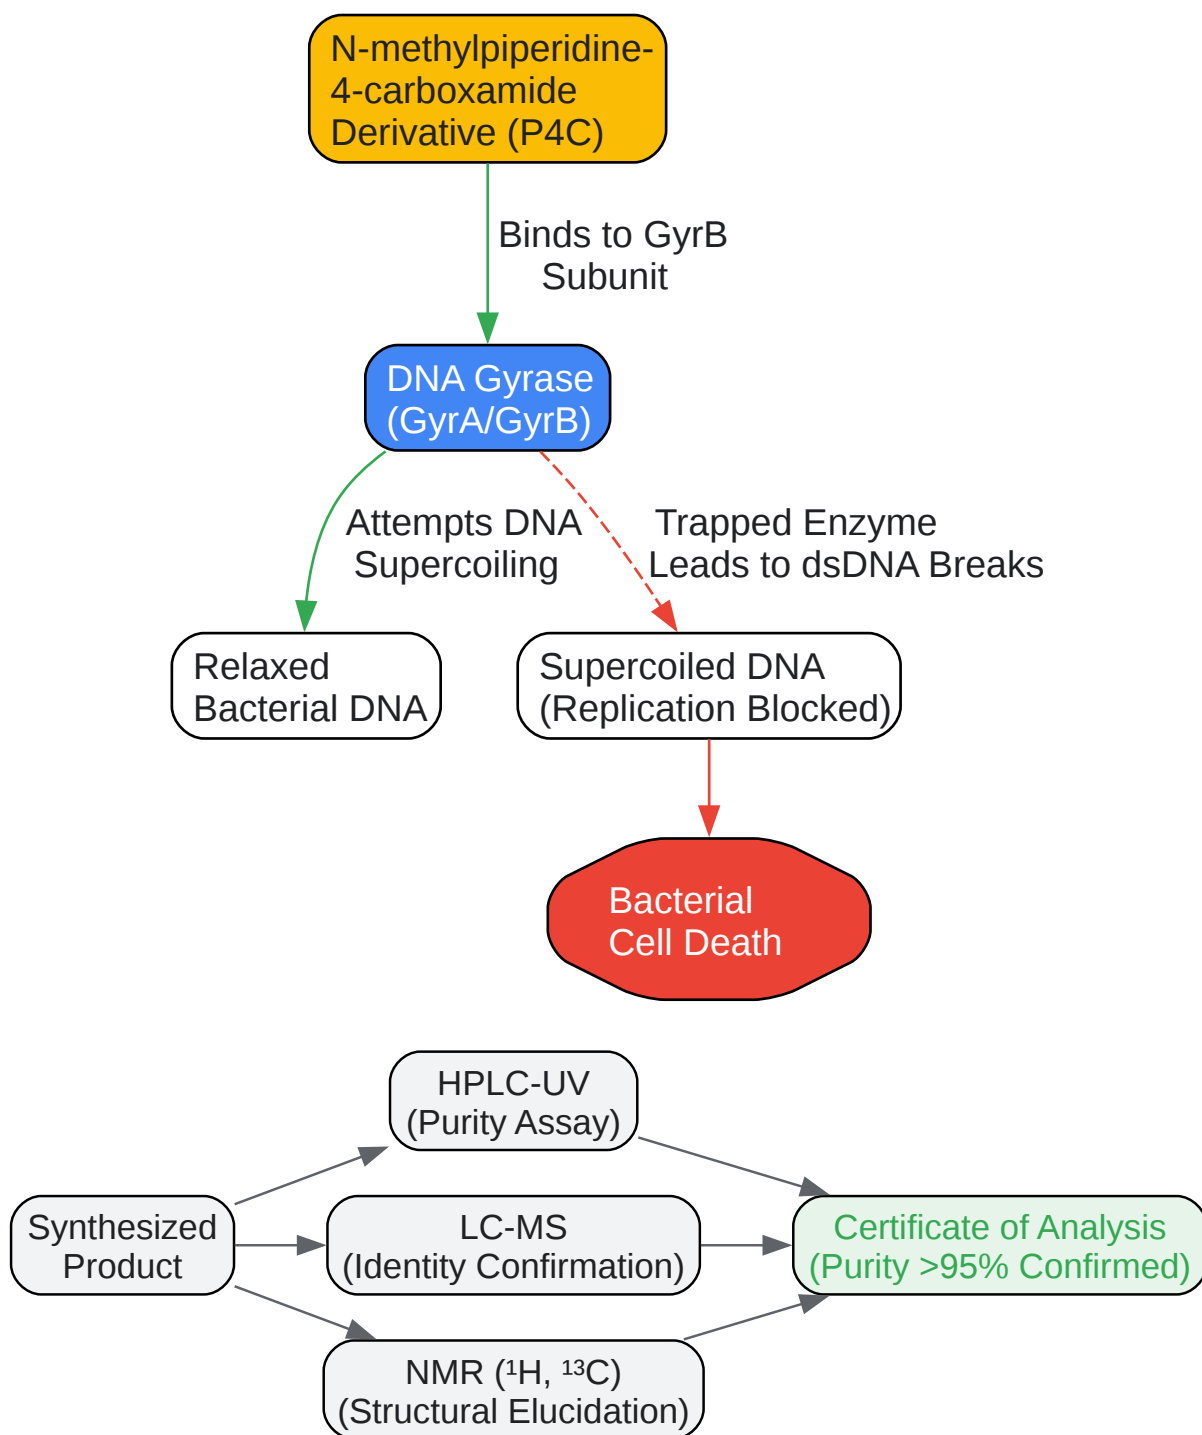 N-methylpiperidine-
4-carboxamide
Derivative (P4C)
Binds to GyrB
Subunit
DNA Gyrase
(GyrA/GyrB)
Attempts DNA
Supercoiling
Trapped Enzyme
Leads to dsDNA Breaks
Relaxed
Bacterial DNA
Supercoiled DNA
(Replication Blocked)
Bacterial
Cell Death
HPLC-UV
(Purity Assay)
Synthesized
Product
LC-MS
(Identity Confirmation)
Certificate of Analysis
(Purity >95% Confirmed)
NMR (¹H, ¹³C)
(Structural Elucidation)